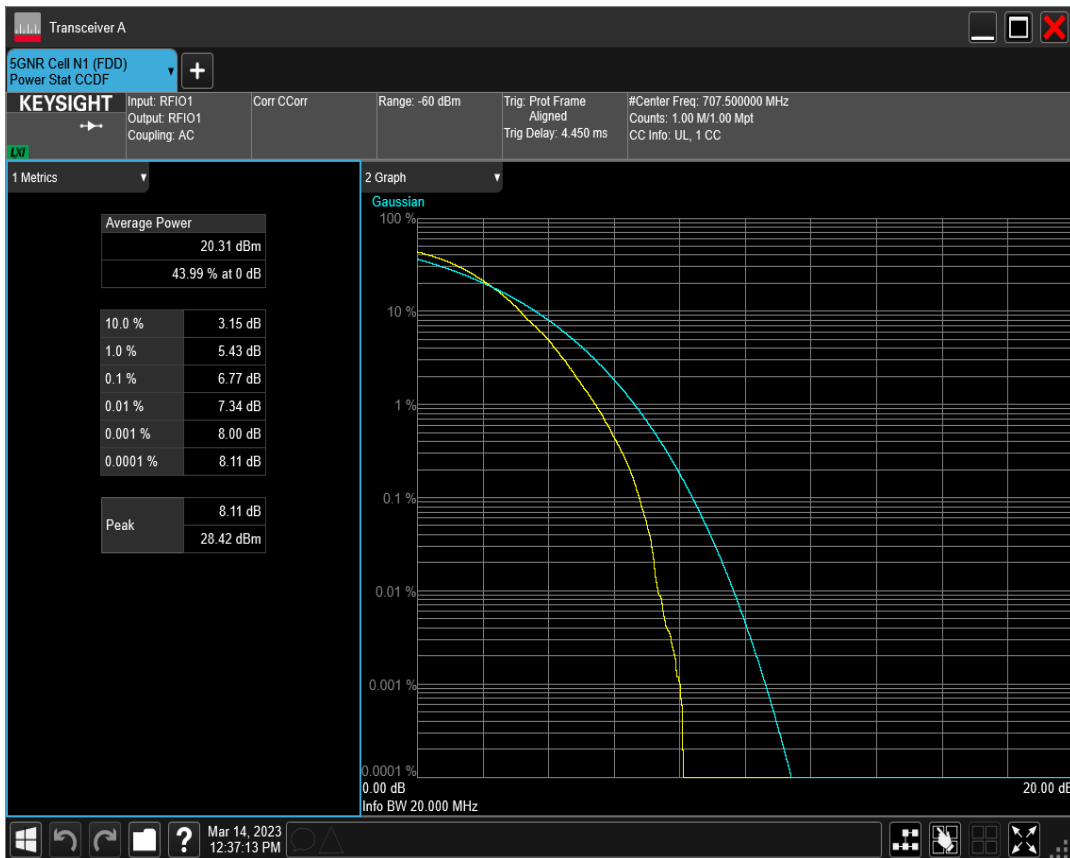 Transceiver A
5GNR Cell N1 (FDD)
Power Stat CCDF
KEYSIGHT
LXI
Input: RFIO1
Output: RFIO1
Coupling: AC
Corr CCorr
Range: -60 dBm
Trig: Prot Frame
Aligned
Trig Delay: 4.450 ms
#Center Freq: 707.500000 MHz
Counts: 1.00 M/1.00 Mpt
CC Info: UL, 1 CC
1 Metrics
Average Power
20.31 dBm
43.99 % at 0 dB
10.0 % 3.15 dB
1.0 % 5.43 dB
0.1 % 6.77 dB
0.01 % 7.34 dB
0.001 % 8.00 dB
0.0001 % 8.11 dB
Peak
8.11 dB
28.42 dBm
2 Graph
Gaussian
100 %
10 %
1 %
0.1 %
0.01 %
0.001 %
0.0001 %
0.00 dB
20.00 dB
Info BW 20.000 MHz
?
Mar 14, 2023
12:37:13 PM